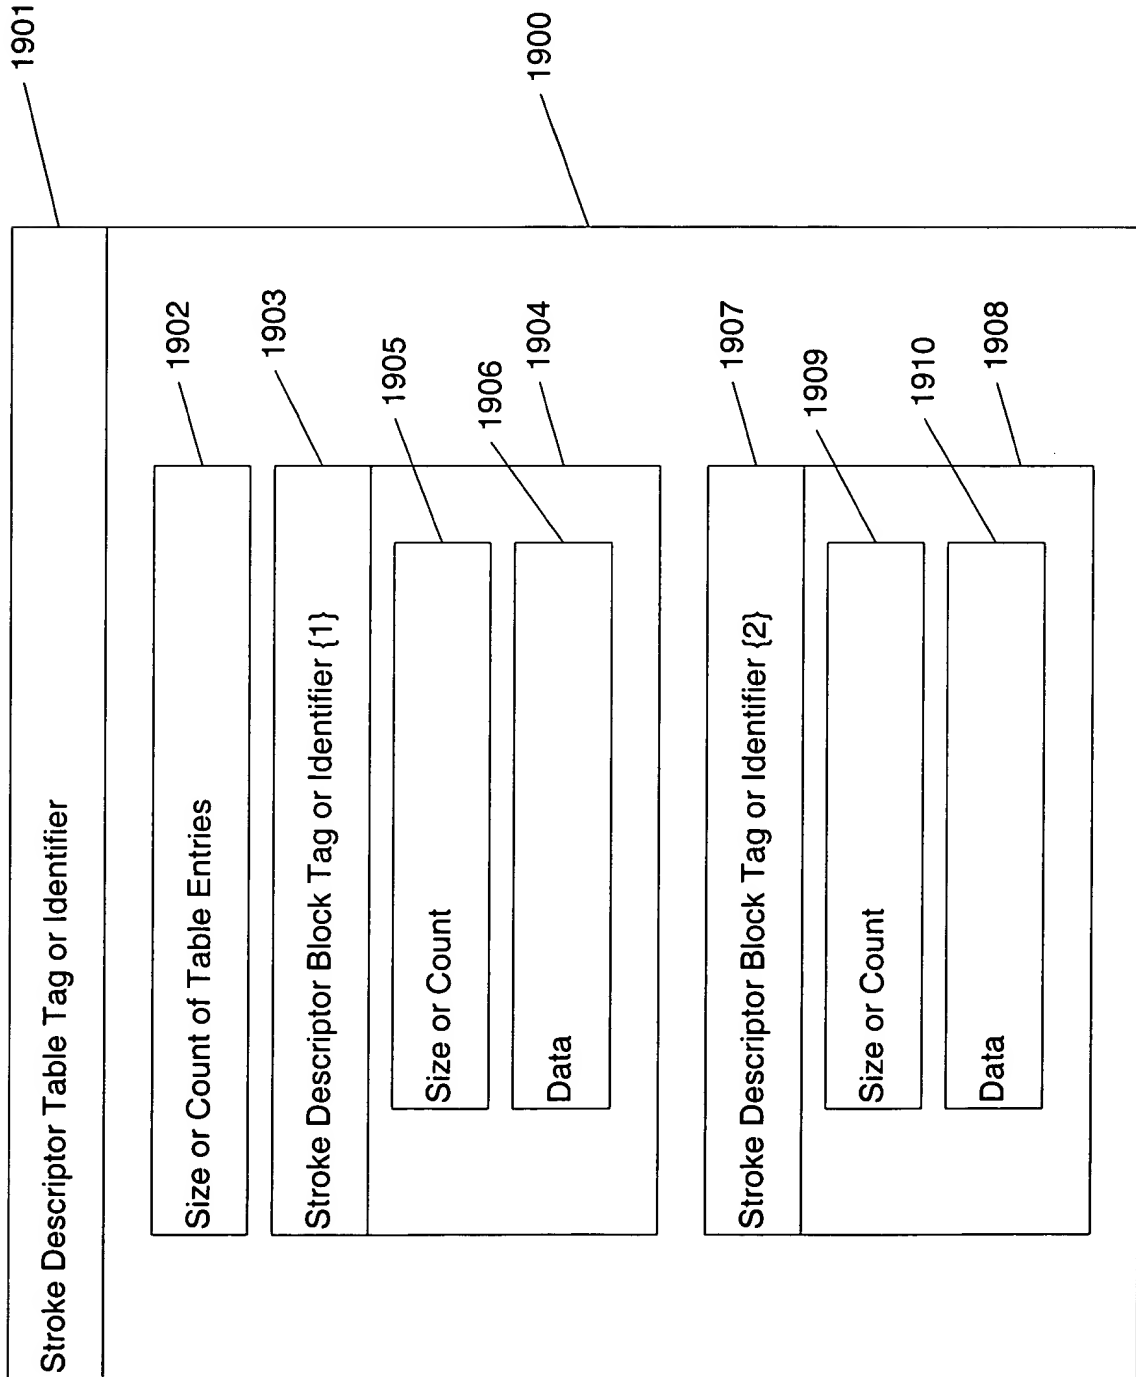 Stroke Descriptor Table Tag or Identifier
1901
1900
Size or Count of Table Entries
1902
Stroke Descriptor Block Tag or Identifier {1}
1903
Size or Count
1905
Data
1906
1904
Stroke Descriptor Block Tag or Identifier {2}
1907
Size or Count
1909
Data
1910
1908